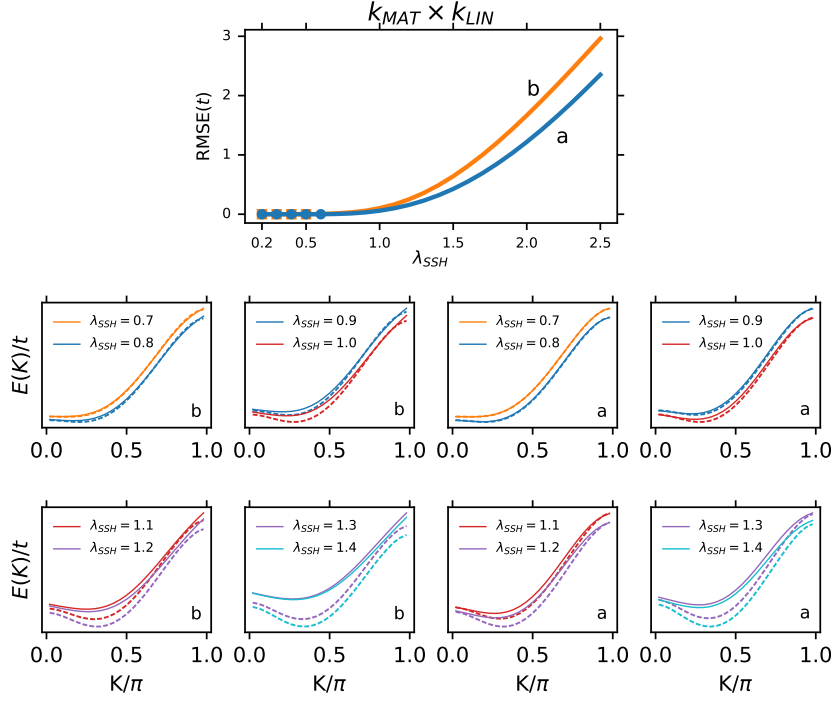 k_MAT × k_LIN
RMSE(t)
3
2
1
0
b
a
0.2 0.5 1.0 1.5 2.0 2.5
λ_SSH
E(K)/t
λ_SSH = 0.7
λ_SSH = 0.8
b
0.0 0.5 1.0
λ_SSH = 0.9
λ_SSH = 1.0
b
0.0 0.5 1.0
λ_SSH = 0.7
λ_SSH = 0.8
a
0.0 0.5 1.0
λ_SSH = 0.9
λ_SSH = 1.0
a
0.0 0.5 1.0
E(K)/t
λ_SSH = 1.1
λ_SSH = 1.2
b
0.0 0.5 1.0
K/π
λ_SSH = 1.3
λ_SSH = 1.4
b
0.0 0.5 1.0
K/π
λ_SSH = 1.1
λ_SSH = 1.2
a
0.0 0.5 1.0
K/π
λ_SSH = 1.3
λ_SSH = 1.4
a
0.0 0.5 1.0
K/π